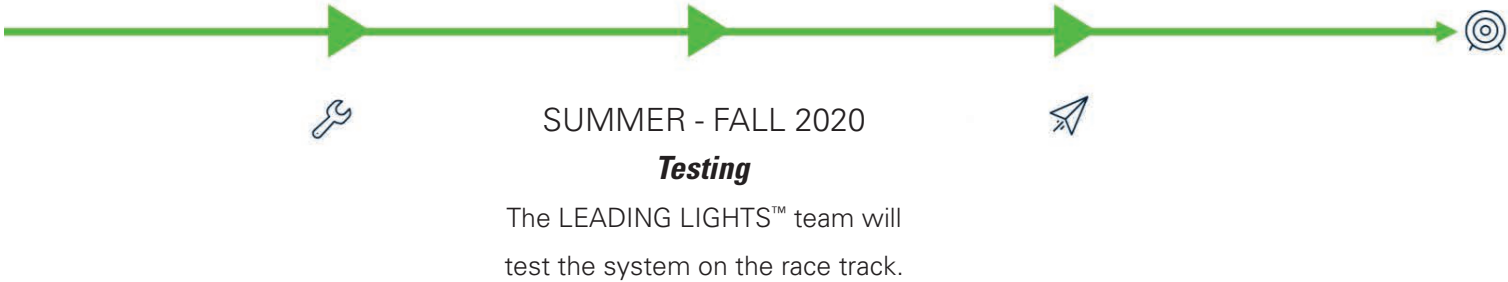 SUMMER - FALL 2020
Testing
The LEADING LIGHTS™ team will
test the system on the race track.